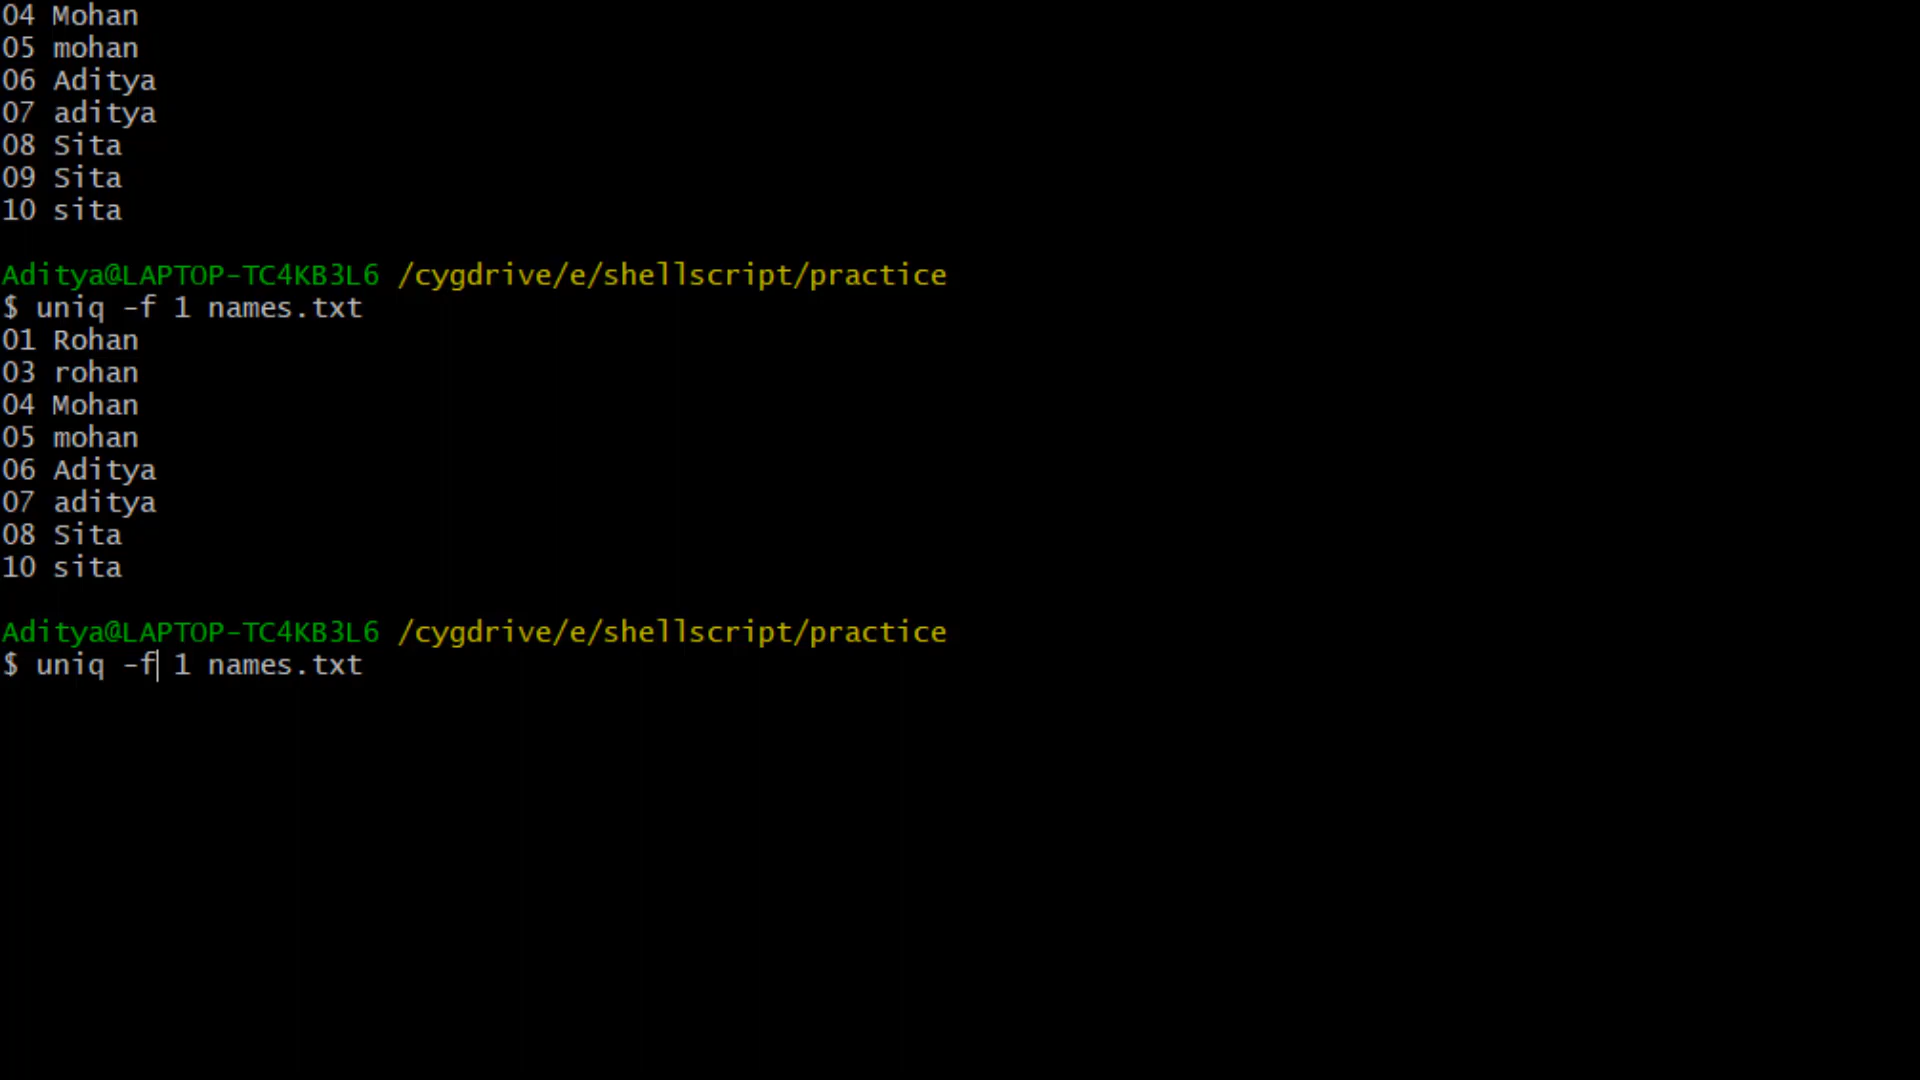 04 Mohan
05 mohan
06 Aditya
07 aditya
08 Sita
09 Sita
10 sita
Aditya@LAPTOP-TC4KB3L6 /cygdrive/e/shellscript/practice
$ uniq -f 1 names.txt
01 Rohan
03 rohan
04 Mohan
05 mohan
06 Aditya
07 aditya
08 Sita
10 sita
Aditya@LAPTOP-TC4KB3L6 /cygdrive/e/shellscript/practice
$ uniq -f 1 names.txt